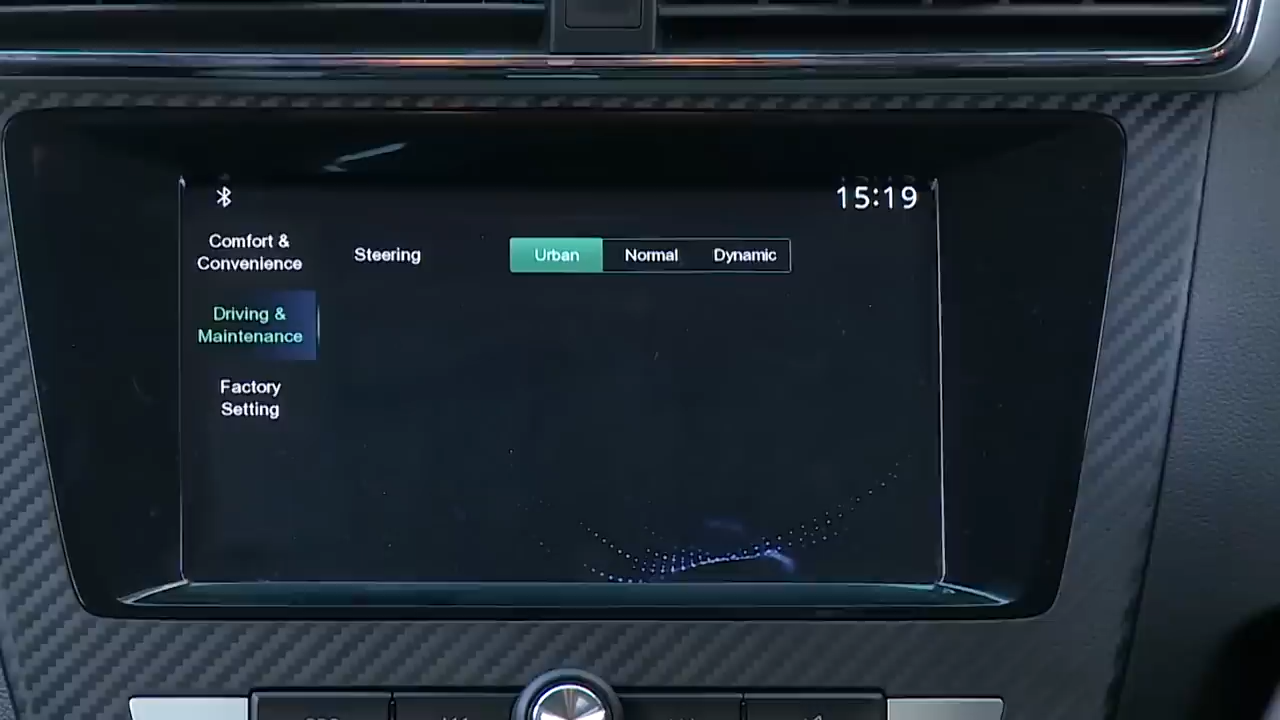 15:19
Comfort &
Convenience
Steering
Urban
Normal
Dynamic
Driving &
Maintenance
Factory
Setting